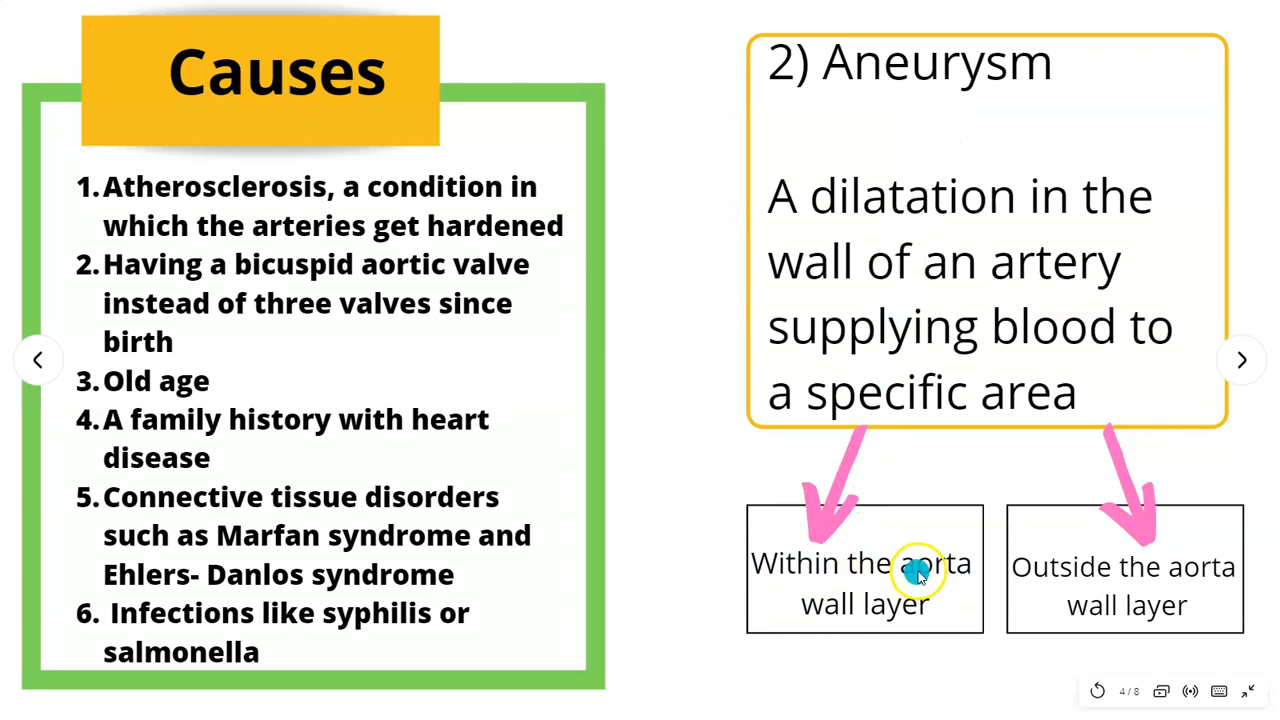 Causes
1. Atherosclerosis, a condition in
which the arteries get hardened
2. Having a bicuspid aortic valve
instead of three valves since
birth
3. Old age
4. A family history with heart
disease
5. Connective tissue disorders
such as Marfan syndrome and
Ehlers- Danlos syndrome
6. Infections like syphilis or
salmonella
2) Aneurysm
A dilatation in the
wall of an artery
supplying blood to
a specific area
Within the aorta
wall layer
Outside the aorta
wall layer
4 / 8